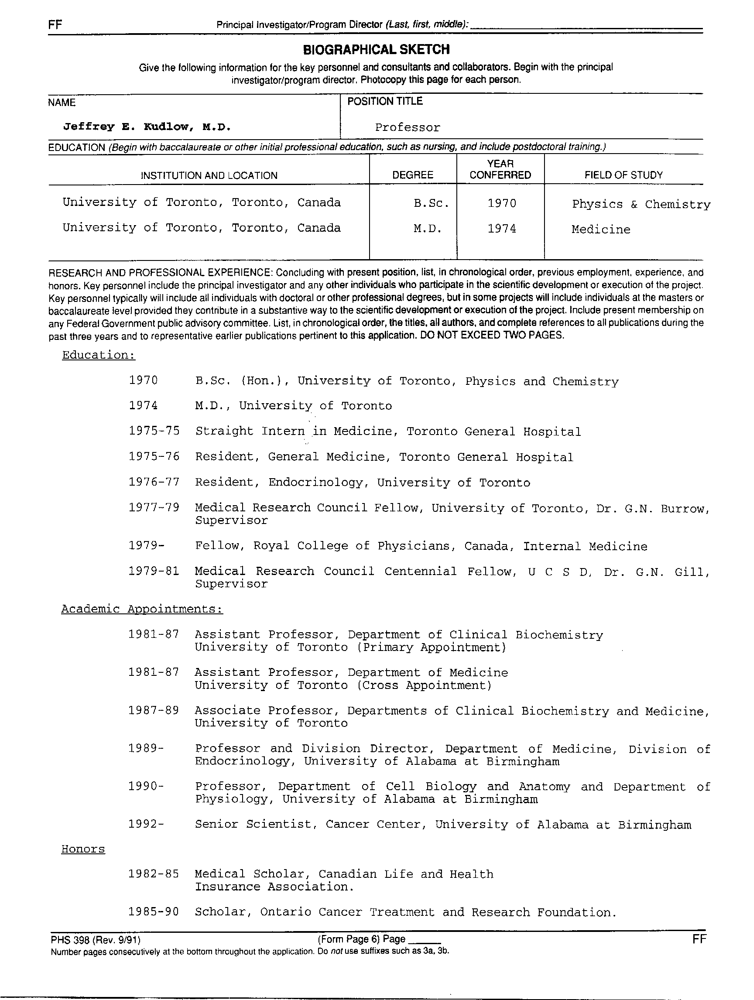 FF
Principal Investigator/Program Director (Last, first, middle):
BIOGRAPHICAL SKETCH
Give the following information for the key personnel and consultants and collaborators. Begin with the principal
investigator/program director. Photocopy this page for each person.
NAME
POSITION TITLE
Jeffrey E. Kudlow, M.D.
Professor
EDUCATION (Begin with baccalaureate or other initial professional education, such as nursing, and include postdoctoral training.)
INSTITUTION AND LOCATION
DEGREE
YEAR
CONFERRED
FIELD OF STUDY
University of Toronto, Toronto, Canada B.Sc. 1970 Physics & Chemistry
University of Toronto, Toronto, Canada M.D. 1974 Medicine
RESEARCH AND PROFESSIONAL EXPERIENCE: Concluding with present position, list, in chronological order, previous employment, experience, and
honors. Key personnel include the principal investigator and any other individuals who participate in the scientific development or execution of the project.
Key personnel typically will include all individuals with doctoral or other professional degrees, but in some projects will include individuals at the masters or
baccalaureate level provided they contribute in a substantive way to the scientific development or execution of the project. Include present membership on
any Federal Government public advisory committee. List, in chronological order, the titles, all authors, and complete references to all publications during the
past three years and to representative earlier publications pertinent to this application. DO NOT EXCEED TWO PAGES.
Education:
1970 B.Sc. (Hon.), University of Toronto, Physics and Chemistry
1974 M.D., University of Toronto
1975-75 Straight Intern in Medicine, Toronto General Hospital
1975-76 Resident, General Medicine, Toronto General Hospital
1976-77 Resident, Endocrinology, University of Toronto
1977-79 Medical Research Council Fellow, University of Toronto, Dr. G.N. Burrow,
Supervisor
1979- Fellow, Royal College of Physicians, Canada, Internal Medicine
1979-81 Medical Research Council Centennial Fellow, U C S D, Dr. G.N. Gill,
Supervisor
Academic Appointments:
1981-87 Assistant Professor, Department of Clinical Biochemistry
University of Toronto (Primary Appointment)
1981-87 Assistant Professor, Department of Medicine
University of Toronto (Cross Appointment)
1987-89 Associate Professor, Departments of Clinical Biochemistry and Medicine,
University of Toronto
1989- Professor and Division Director, Department of Medicine, Division of
Endocrinology, University of Alabama at Birmingham
1990- Professor, Department of Cell Biology and Anatomy and Department of
Physiology, University of Alabama at Birmingham
1992- Senior Scientist, Cancer Center, University of Alabama at Birmingham
Honors
1982-85 Medical Scholar, Canadian Life and Health
Insurance Association.
1985-90 Scholar, Ontario Cancer Treatment and Research Foundation.
PHS 398 (Rev. 9/91) (Form Page 6) Page FF
Number pages consecutively at the bottom throughout the application. Do not use suffixes such as 3a, 3b.